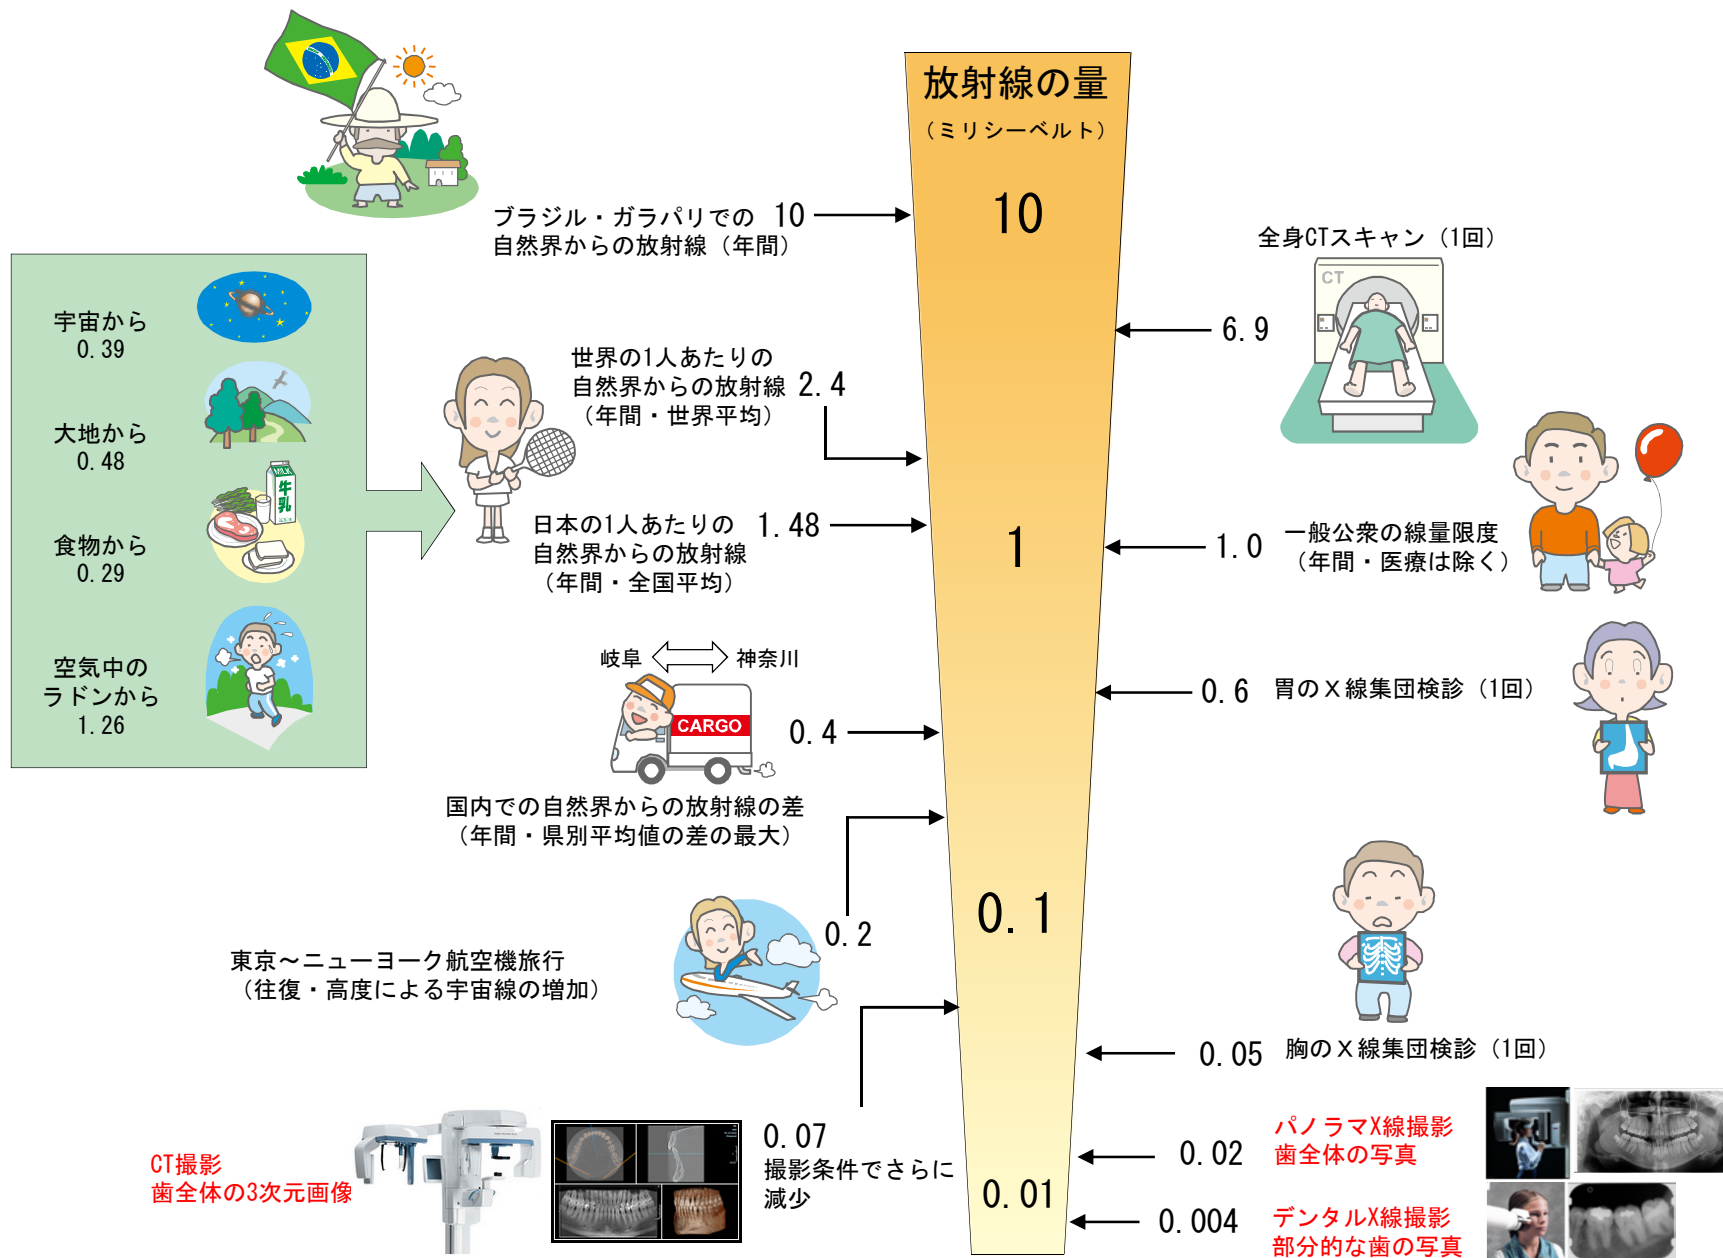 放射線の量
（ミリシーベルト）
10
1
0.1
0.01
ブラジル・ガラパリでの 10
自然界からの放射線（年間）
宇宙から
0.39
大地から
0.48
食物から
0.29
空気中の
ラドンから
1.26
MILK
牛乳
世界の1人あたりの
自然界からの放射線 2.4
（年間・世界平均）
日本の1人あたりの 1.48
自然界からの放射線
（年間・全国平均）
岐阜 神奈川
CARGO
0.4
国内での自然界からの放射線の差
（年間・県別平均値の差の最大）
0.2
東京～ニューヨーク航空機旅行
（往復・高度による宇宙線の増加）
CT撮影
歯全体の3次元画像
0.07
撮影条件でさらに
減少
全身CTスキャン（1回）
CT
6.9
1.0 一般公衆の線量限度
（年間・医療は除く）
0.6 胃のX線集団検診（1回）
0.05 胸のX線集団検診（1回）
0.02 パノラマX線撮影
歯全体の写真
0.004 デンタルX線撮影
部分的な歯の写真